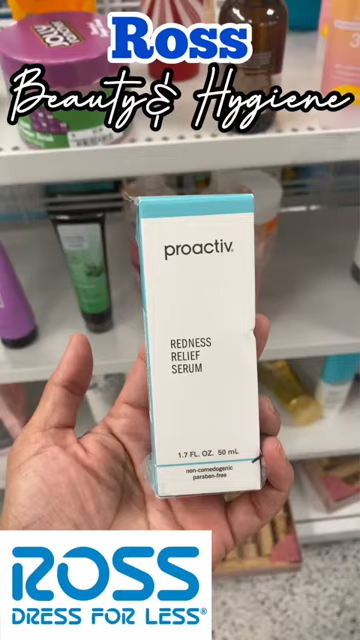 Ross
Beauty & Hygiene
proactiv.
REDNESS
RELIEF
SERUM
1.7 FL. OZ. 50 mL
non-comedogenic
paraben-free
ROSS
DRESS FOR LESS®